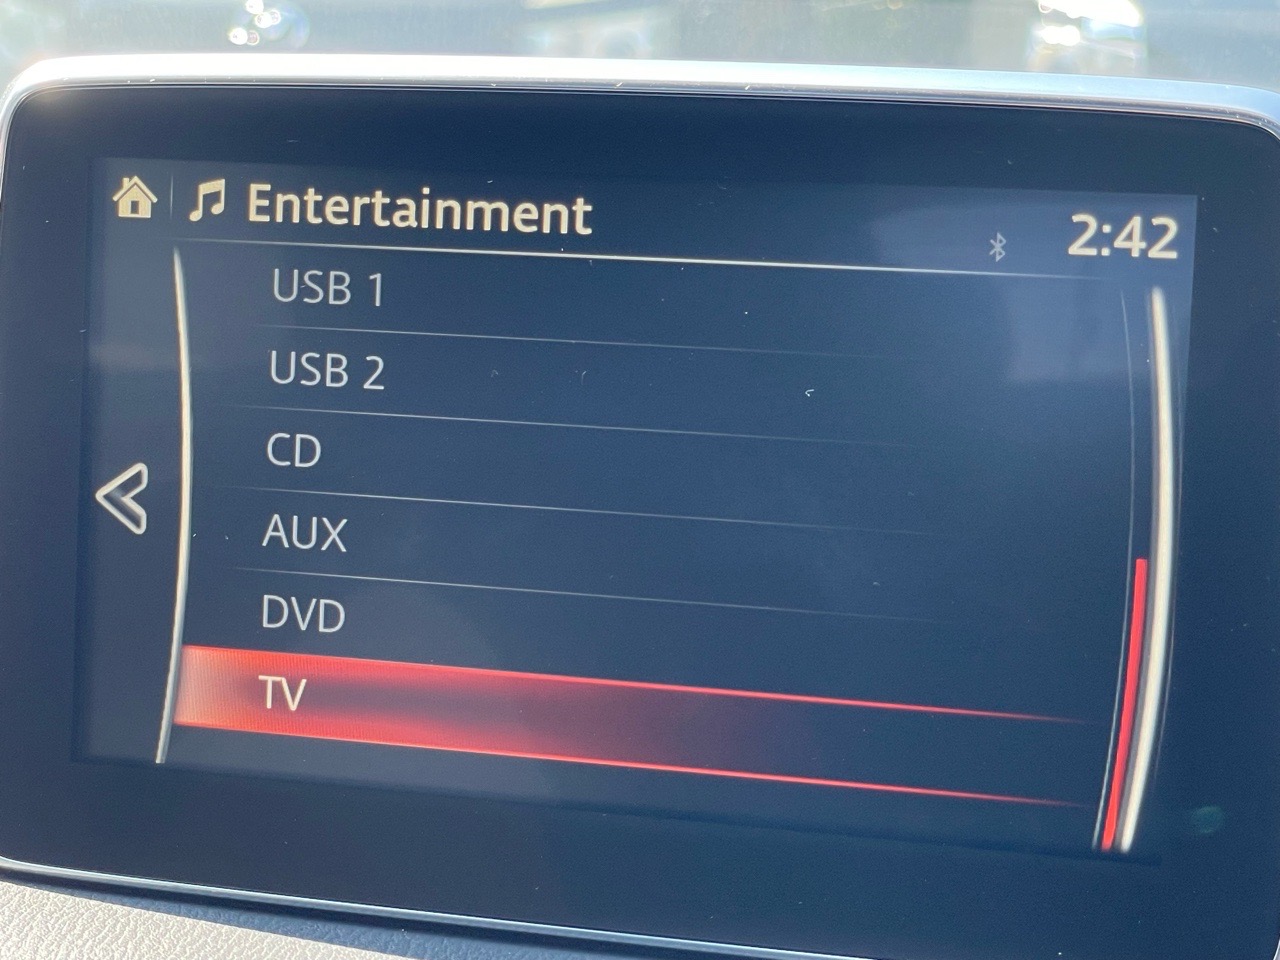 Entertainment
2:42
USB 1
USB 2
CD
AUX
DVD
TV